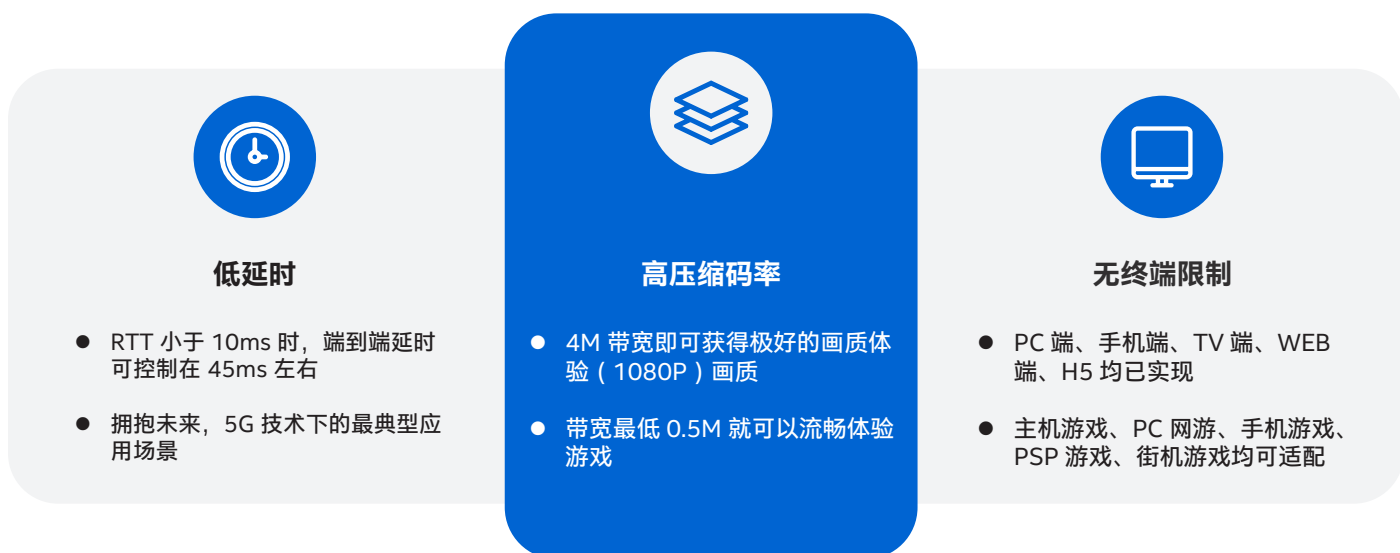 低延时
● RTT 小于 10ms 时，端到端延时
可控制在 45ms 左右
● 拥抱未来，5G 技术下的最典型应
用场景
高压缩码率
● 4M 带宽即可获得极好的画质体
验（1080P）画质
● 带宽最低 0.5M 就可以流畅体验
游戏
无终端限制
● PC 端、手机端、TV 端、WEB
端、H5 均已实现
● 主机游戏、PC 网游、手机游戏、
PSP 游戏、街机游戏均可适配